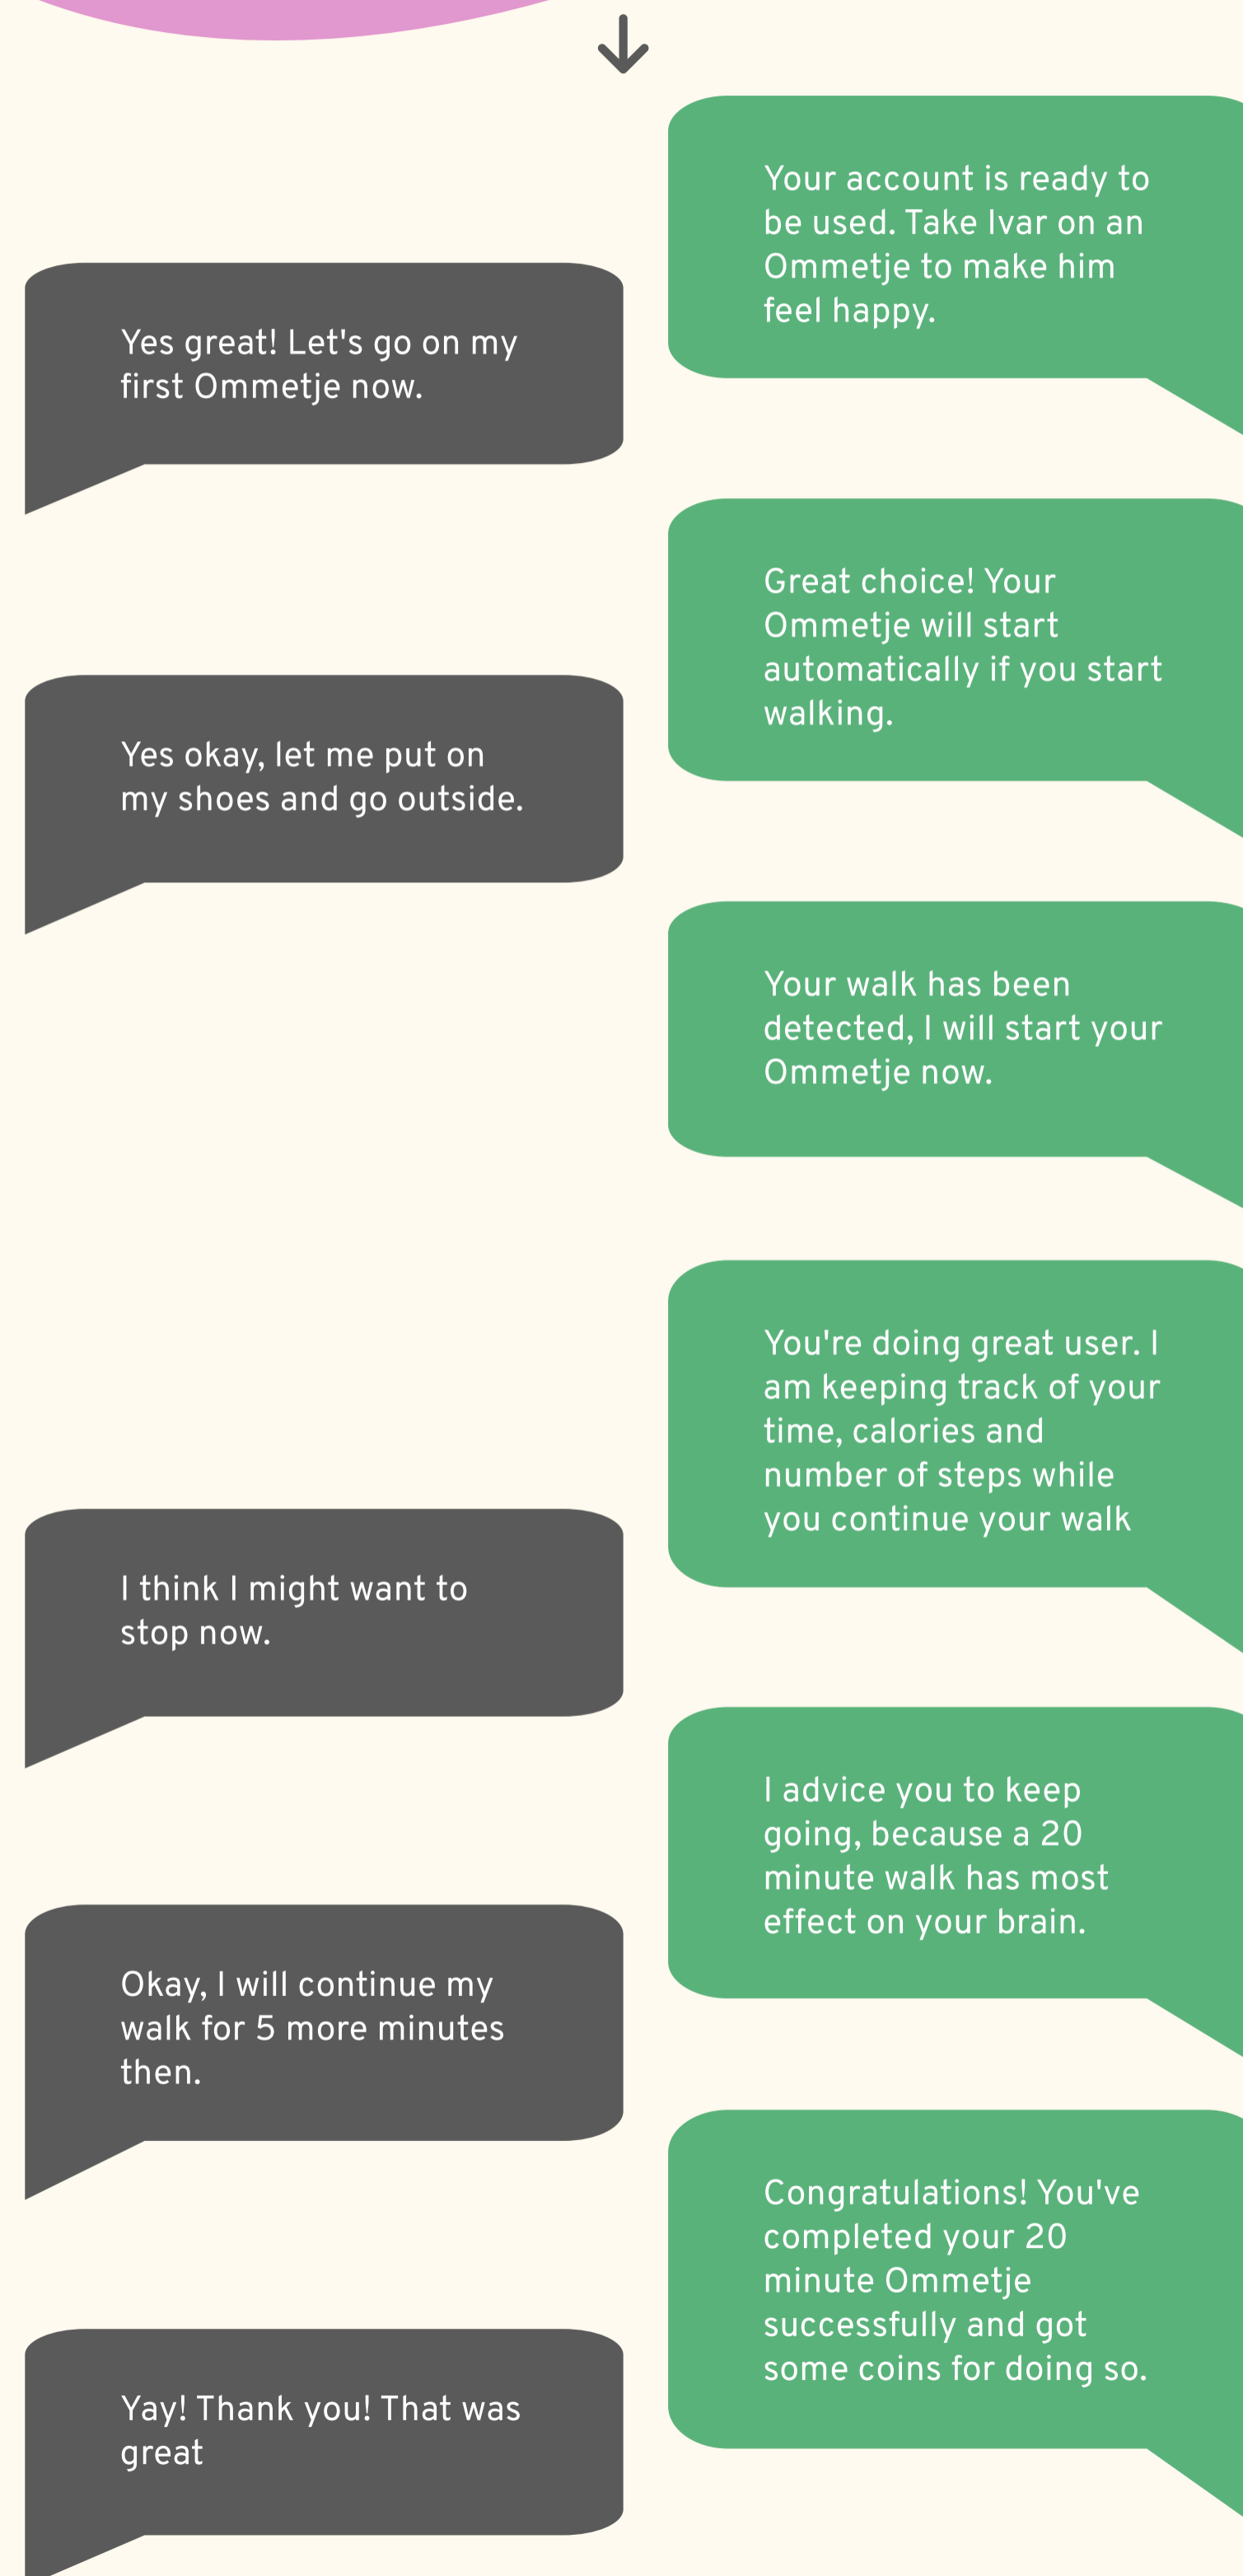 Your account is ready to
be used. Take Ivar on an
Ommetje to make him
feel happy.
Yes great! Let's go on my
first Ommetje now.
Great choice! Your
Ommetje will start
automatically if you start
walking.
Yes okay, let me put on
my shoes and go outside.
Your walk has been
detected, I will start your
Ommetje now.
You're doing great user. I
am keeping track of your
time, calories and
number of steps while
you continue your walk
I think I might want to
stop now.
I advice you to keep
going, because a 20
minute walk has most
effect on your brain.
Okay, I will continue my
walk for 5 more minutes
then.
Congratulations! You've
completed your 20
minute Ommetje
successfully and got
some coins for doing so.
Yay! Thank you! That was
great